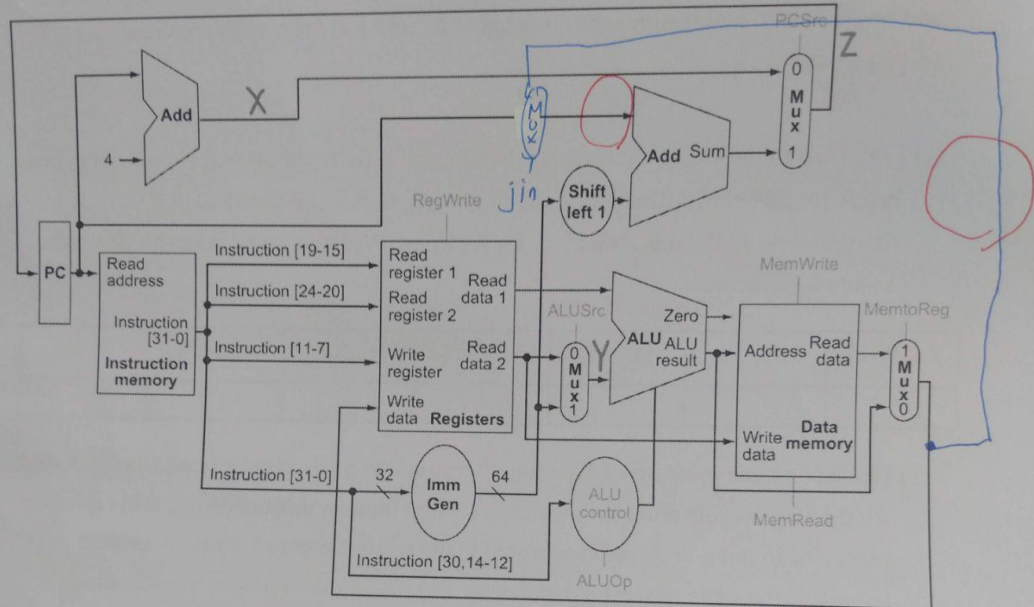 PCSrc
Z
X
Add
4
0
Mux
1
Mux
jin
Add Sum
Shift
left 1
RegWrite
PC
Read
address
Instruction
[31-0]
Instruction
memory
Instruction [19-15]
Instruction [24-20]
Instruction [11-7]
Read
register 1
Read
data 1
Read
register 2
Write
register
Read
data 2
Write
data
Registers
ALUSrc
0
Mux
1
Y
Zero
ALU
ALU
result
MemWrite
Address
Read
data
Write
data
Data
memory
MemRead
MemtoReg
1
Mux
0
Instruction [31-0]
32
Imm
Gen
64
ALU
control
Instruction [30,14-12]
ALUOp